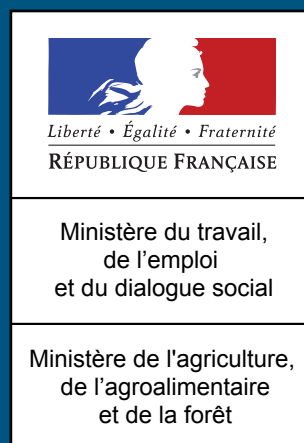 Liberté • Égalité • Fraternité
RÉPUBLIQUE FRANÇAISE
Ministère du travail,
de l’emploi
et du dialogue social
Ministère de l'agriculture,
de l’agroalimentaire
et de la forêt